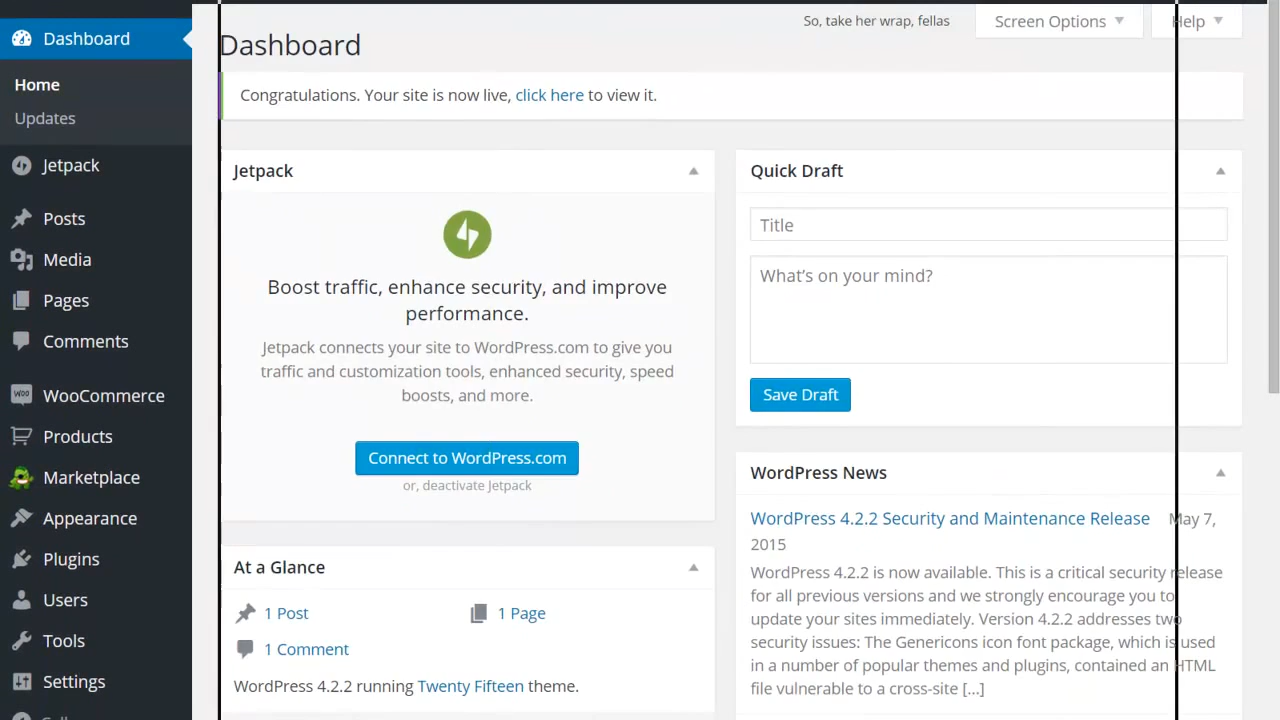 Dashboard
Home
Updates
Jetpack
Posts
Media
Pages
Comments
WooCommerce
Products
Marketplace
Appearance
Plugins
Users
Tools
Settings
So, take her wrap, fellas
Screen Options
Help
Dashboard
Congratulations. Your site is now live, click here to view it.
Jetpack
Boost traffic, enhance security, and improve
performance.
Jetpack connects your site to WordPress.com to give you
traffic and customization tools, enhanced security, speed
boosts, and more.
Connect to WordPress.com
or, deactivate Jetpack
At a Glance
1 Post
1 Page
1 Comment
WordPress 4.2.2 running Twenty Fifteen theme.
Quick Draft
Title
What's on your mind?
Save Draft
WordPress News
WordPress 4.2.2 Security and Maintenance Release May 7,
2015
WordPress 4.2.2 is now available. This is a critical security release
for all previous versions and we strongly encourage you to
update your sites immediately. Version 4.2.2 addresses two
security issues: The Genericons icon font package, which is used
in a number of popular themes and plugins, contained an HTML
file vulnerable to a cross-site [...]